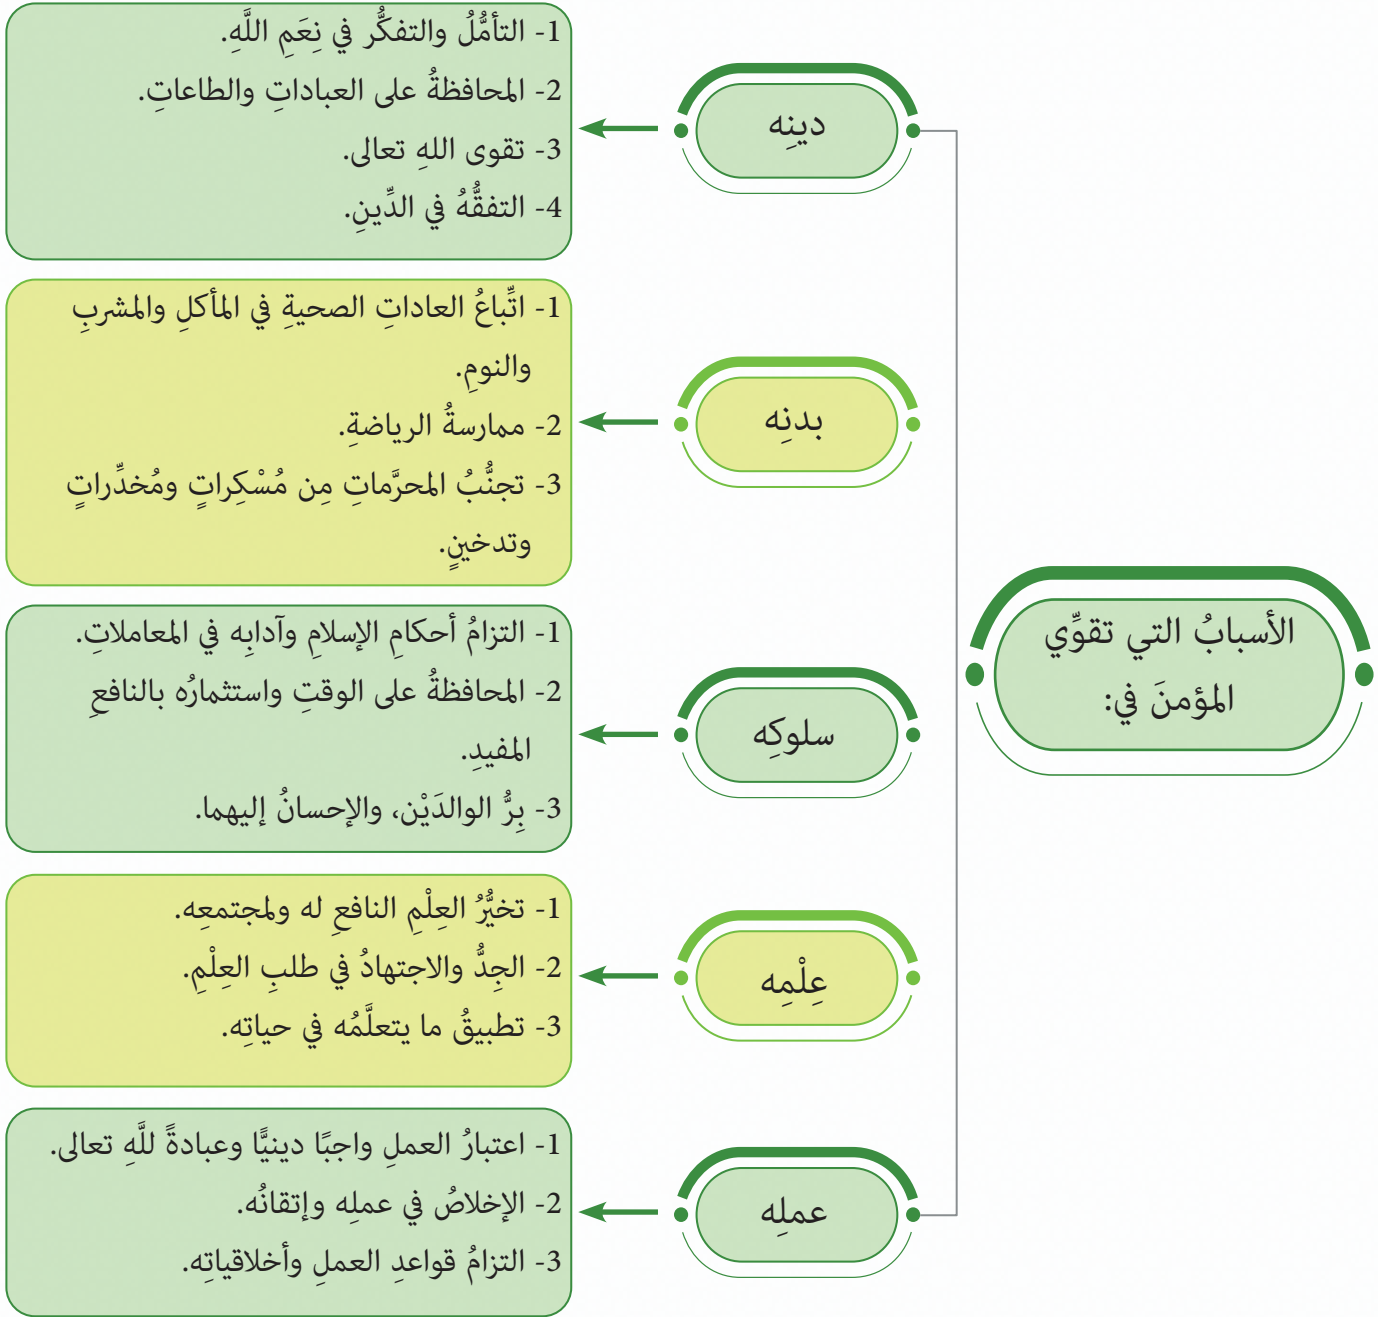 الأسبابُ التي تقوِّي
المؤمنَ في:
دينِه
1- التأمُّلُ والتفكُّر في نِعَمِ اللَّهِ.
2- المحافظةُ على العباداتِ والطاعاتِ.
3- تقوى اللهِ تعالى.
4- التفقُّهُ في الدِّينِ.
بدنِه
1- اتِّباعُ العاداتِ الصحيةِ في المأكلِ والمشربِ
والنومِ.
2- ممارسةُ الرياضةِ.
3- تجنُّبُ المحرَّماتِ مِن مُسْكِراتٍ ومُخدِّراتٍ
وتدخينٍ.
سلوكِه
1- التزامُ أحكامِ الإسلامِ وآدابِه في المعاملاتِ.
2- المحافظةُ على الوقتِ واستثمارُه بالنافعِ
المفيدِ.
3- بِرُّ الوالدَيْن، والإحسانُ إليهما.
عِلْمِه
1- تخيُّرُ العِلْمِ النافعِ له ولمجتمعِه.
2- الجِدُّ والاجتهادُ في طلبِ العِلْمِ.
3- تطبيقُ ما يتعلَّمُه في حياتِه.
عملِه
1- اعتبارُ العملِ واجبًا دينيًّا وعبادةً للَّهِ تعالى.
2- الإخلاصُ في عملِه وإتقانُه.
3- التزامُ قواعدِ العملِ وأخلاقياتِه.